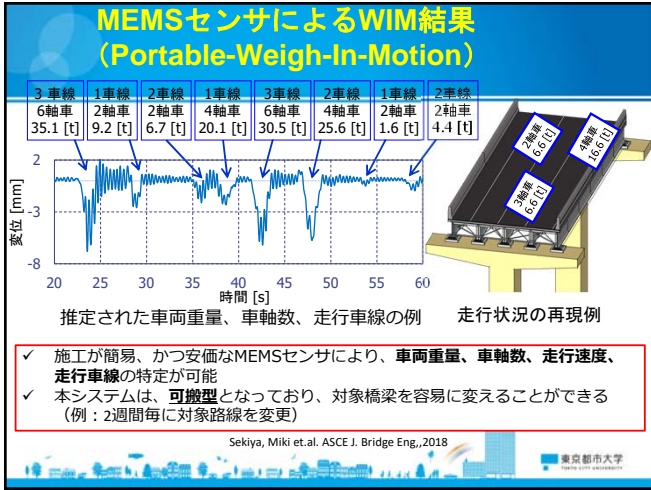 MEMSセンサによるWIM結果
（Portable-Weigh-In-Motion）
3 車線
6軸車
35.1 [t]
1車線
2軸車
9.2 [t]
2車線
2軸車
6.7 [t]
1車線
4軸車
20.1 [t]
3車線
6軸車
30.5 [t]
2車線
4軸車
25.6 [t]
1車線
2軸車
1.6 [t]
2車線
2軸車
4.4 [t]
変位 [mm]
2
-3
-8
20 25 30 35 40 45 50 55 60
時間 [s]
推定された車両重量、車軸数、走行車線の例
2軸車
6.6 [t]
4軸車
16.6 [t]
3軸車
6.6 [t]
走行状況の再現例
✓ 施工が簡易、かつ安価なMEMSセンサにより、車両重量、車軸数、走行速度、
走行車線の特定が可能
✓ 本システムは、可搬型となっており、対象橋梁を容易に変えることができる
（例：2週間毎に対象路線を変更）
Sekiya, Miki et.al. ASCE J. Bridge Eng,,2018
東京都市大学
TOKYO CITY UNIVERSITY